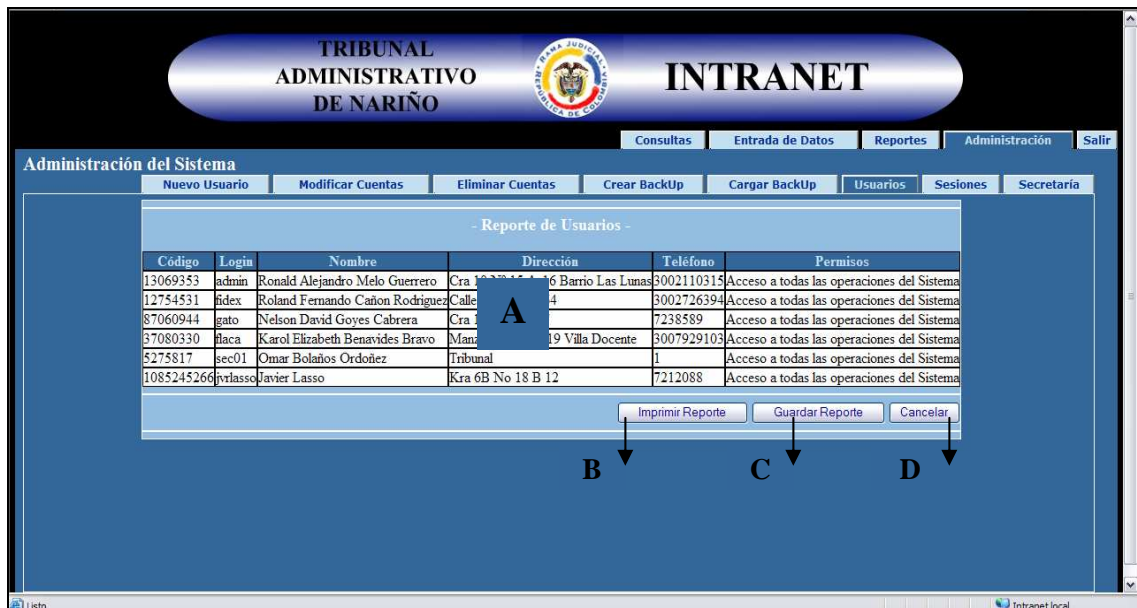 TRIBUNAL
ADMINISTRATIVO
DE NARIÑO
RAMA JUDICIAL
REPÚBLICA DE COLOMBIA
INTRANET
Consultas Entrada de Datos Reportes Administración Salir
Administración del Sistema
Nuevo Usuario Modificar Cuentas Eliminar Cuentas Crear BackUp Cargar BackUp Usuarios Sesiones Secretaría
- Reporte de Usuarios -
Código Login Nombre Dirección Teléfono Permisos
13069353 admin Ronald Alejandro Melo Guerrero Cra 6 Barrio Las Lunas 3002110315 Acceso a todas las operaciones del Sistema
12754531 fidex Roland Fernando Cañon Rodriguez Calle 4 3002726394 Acceso a todas las operaciones del Sistema
87060944 gato Nelson David Goyes Cabrera Cra 7238589 Acceso a todas las operaciones del Sistema
37080330 flaca Karol Elizabeth Benavides Bravo 19 Villa Docente 3007929103 Acceso a todas las operaciones del Sistema
5275817 sec01 Omar Bolaños Ordoñez Tribunal 1 Acceso a todas las operaciones del Sistema
1085245266 jvrlasso Javier Lasso Kra 6B No 18 B 12 7212088 Acceso a todas las operaciones del Sistema
A
Imprimir Reporte Guardar Reporte Cancelar
B C D
Listo Intranet local